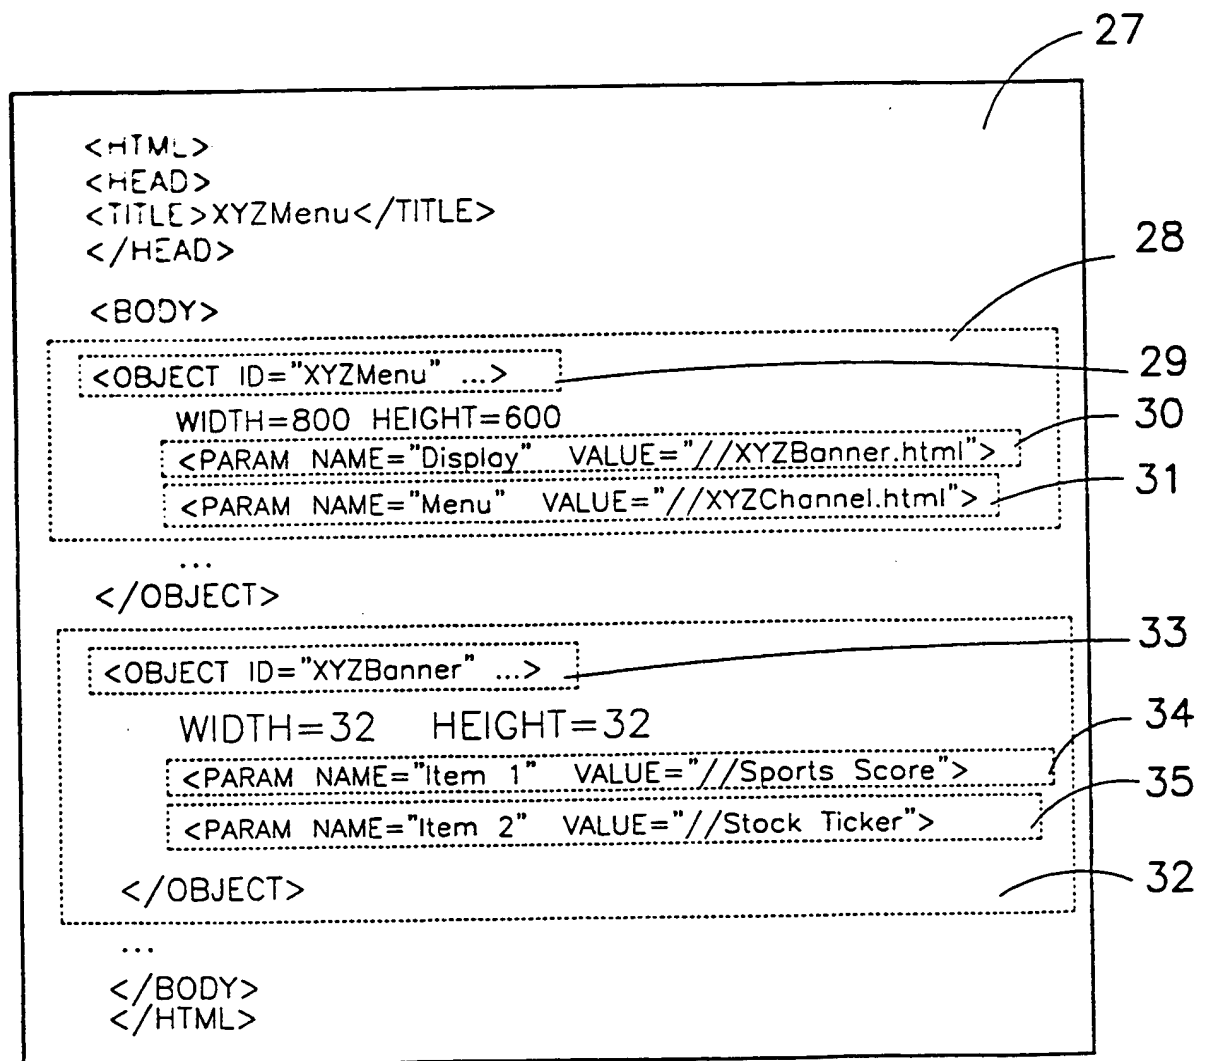 27
<HTML>
<HEAD>
<TITLE>XYZMenu</TITLE>
</HEAD>
28
<BODY>
<OBJECT ID="XYZMenu" ...>
29
WIDTH=800 HEIGHT=600
30
<PARAM NAME="Display" VALUE="//XYZBanner.html">
31
<PARAM NAME="Menu" VALUE="//XYZChannel.html">
...
</OBJECT>
33
<OBJECT ID="XYZBanner" ...>
WIDTH=32 HEIGHT=32
34
<PARAM NAME="Item 1" VALUE="//Sports Score">
35
<PARAM NAME="Item 2" VALUE="//Stock Ticker">
</OBJECT>
32
...
</BODY>
</HTML>